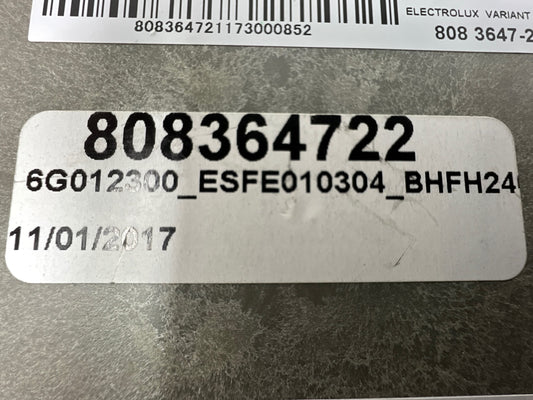 ELECTROLUX VARIANT
808364721173000852
808 3647-2
808364722
6G012300_ESFE010304_BHFH24
11/01/2017